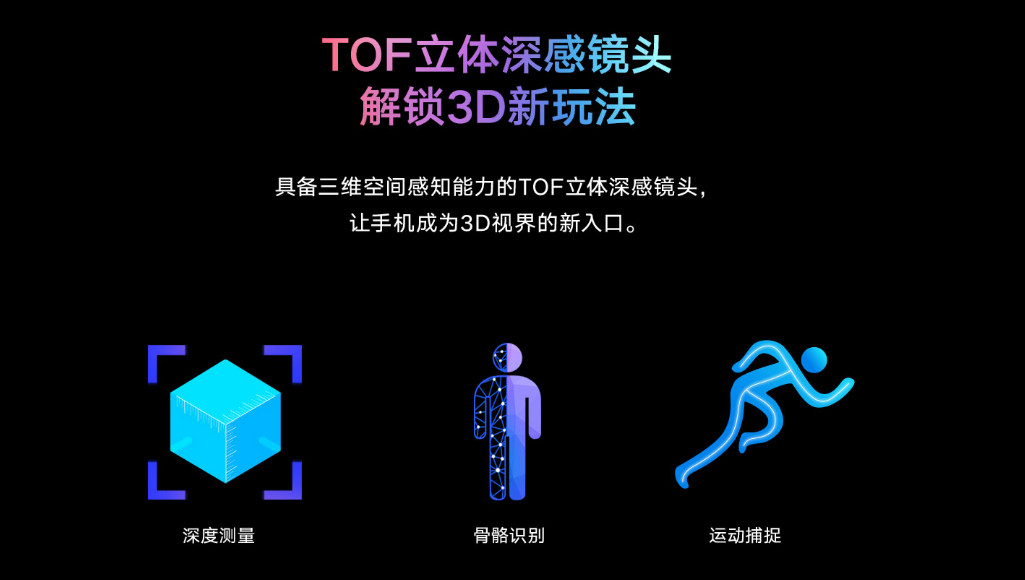 TOF立体深感镜头
解锁3D新玩法
具备三维空间感知能力的TOF立体深感镜头，
让手机成为3D视界的新入口。
深度测量
骨骼识别
运动捕捉